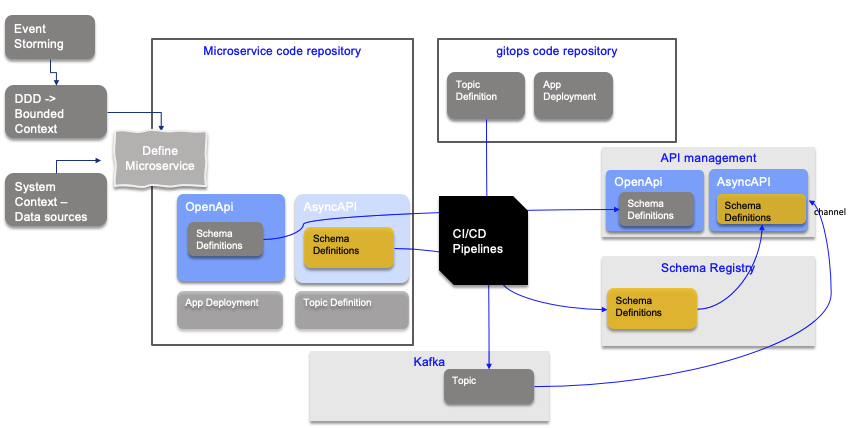 Event
Storming
DDD ->
Bounded
Context
System
Context –
Data sources
Define
Microservice
Microservice code repository
OpenApi
Schema
Definitions
AsyncAPI
Schema
Definitions
App Deployment
Topic Definition
gitops code repository
Topic
Definition
App
Deployment
CI/CD
Pipelines
API management
OpenApi
Schema
Definitions
AsyncAPI
Schema
Definitions
channel
Schema Registry
Schema
Definitions
Kafka
Topic